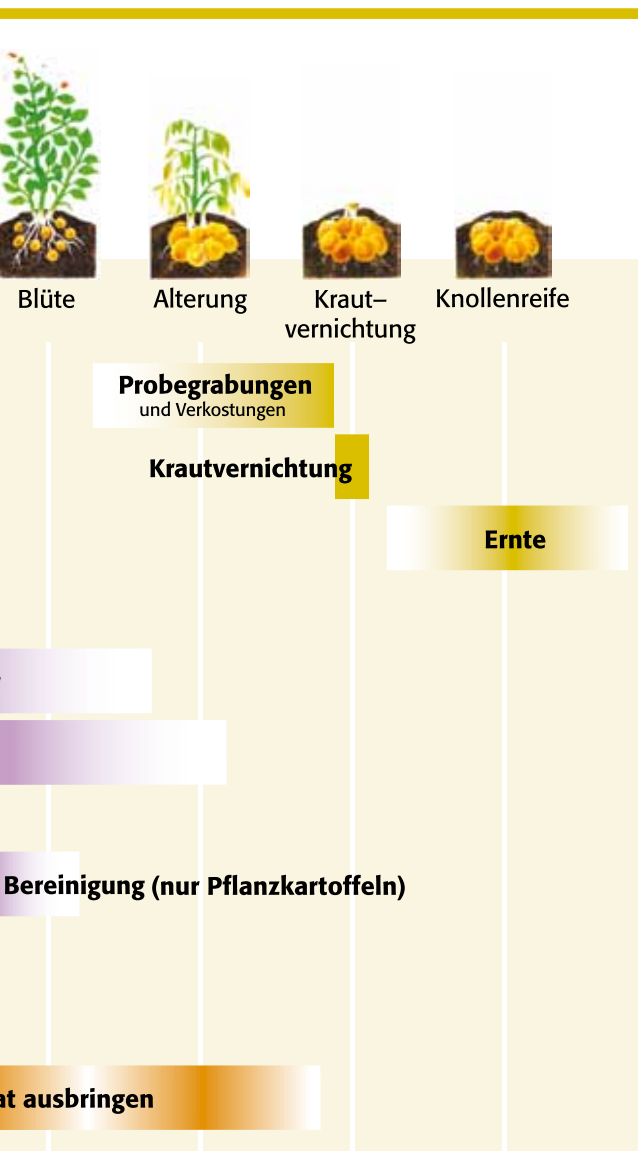 Blüte
Alterung
Kraut–
vernichtung
Knollenreife
Probegrabungen
und Verkostungen
Krautvernichtung
Ernte
Bereinigung (nur Pflanzkartoffeln)
at ausbringen